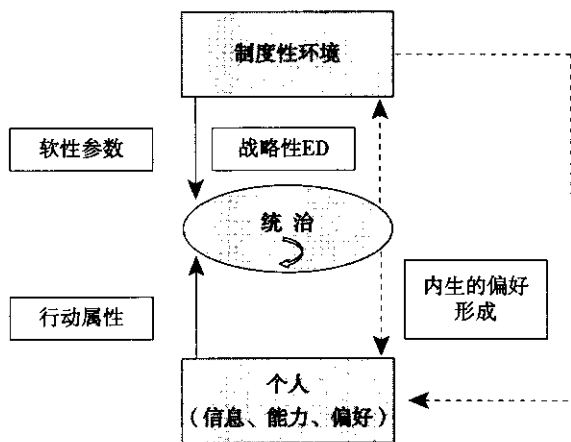 制度性环境
软性参数
战略性ED
统 治
行动属性
内生的偏好
形成
个人
（信息、能力、偏好）